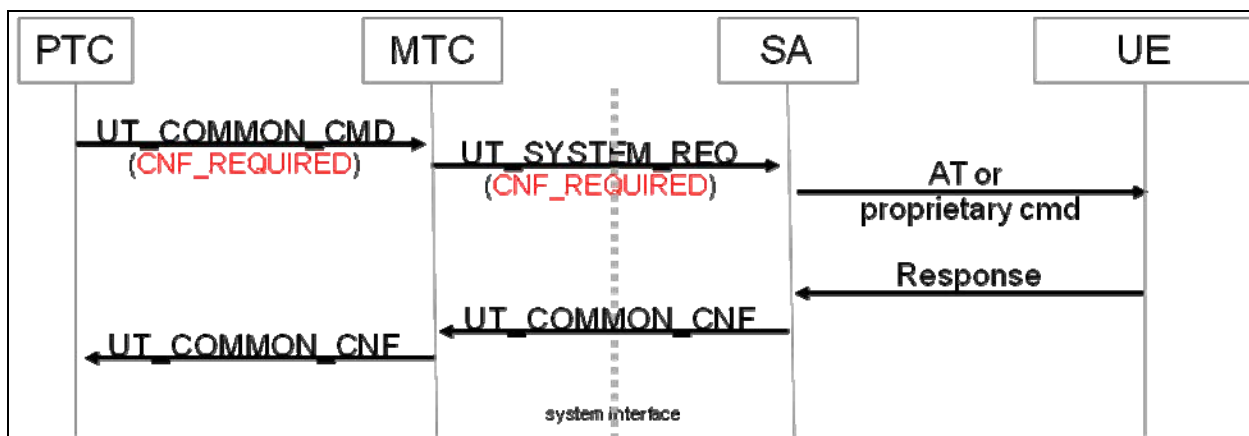 PTC
MTC
SA
UE
UT_COMMON_CMD
(CNF_REQUIRED)
UT_SYSTEM_REQ
(CNF_REQUIRED)
AT or
proprietary cmd
Response
UT_COMMON_CNF
UT_COMMON_CNF
system interface